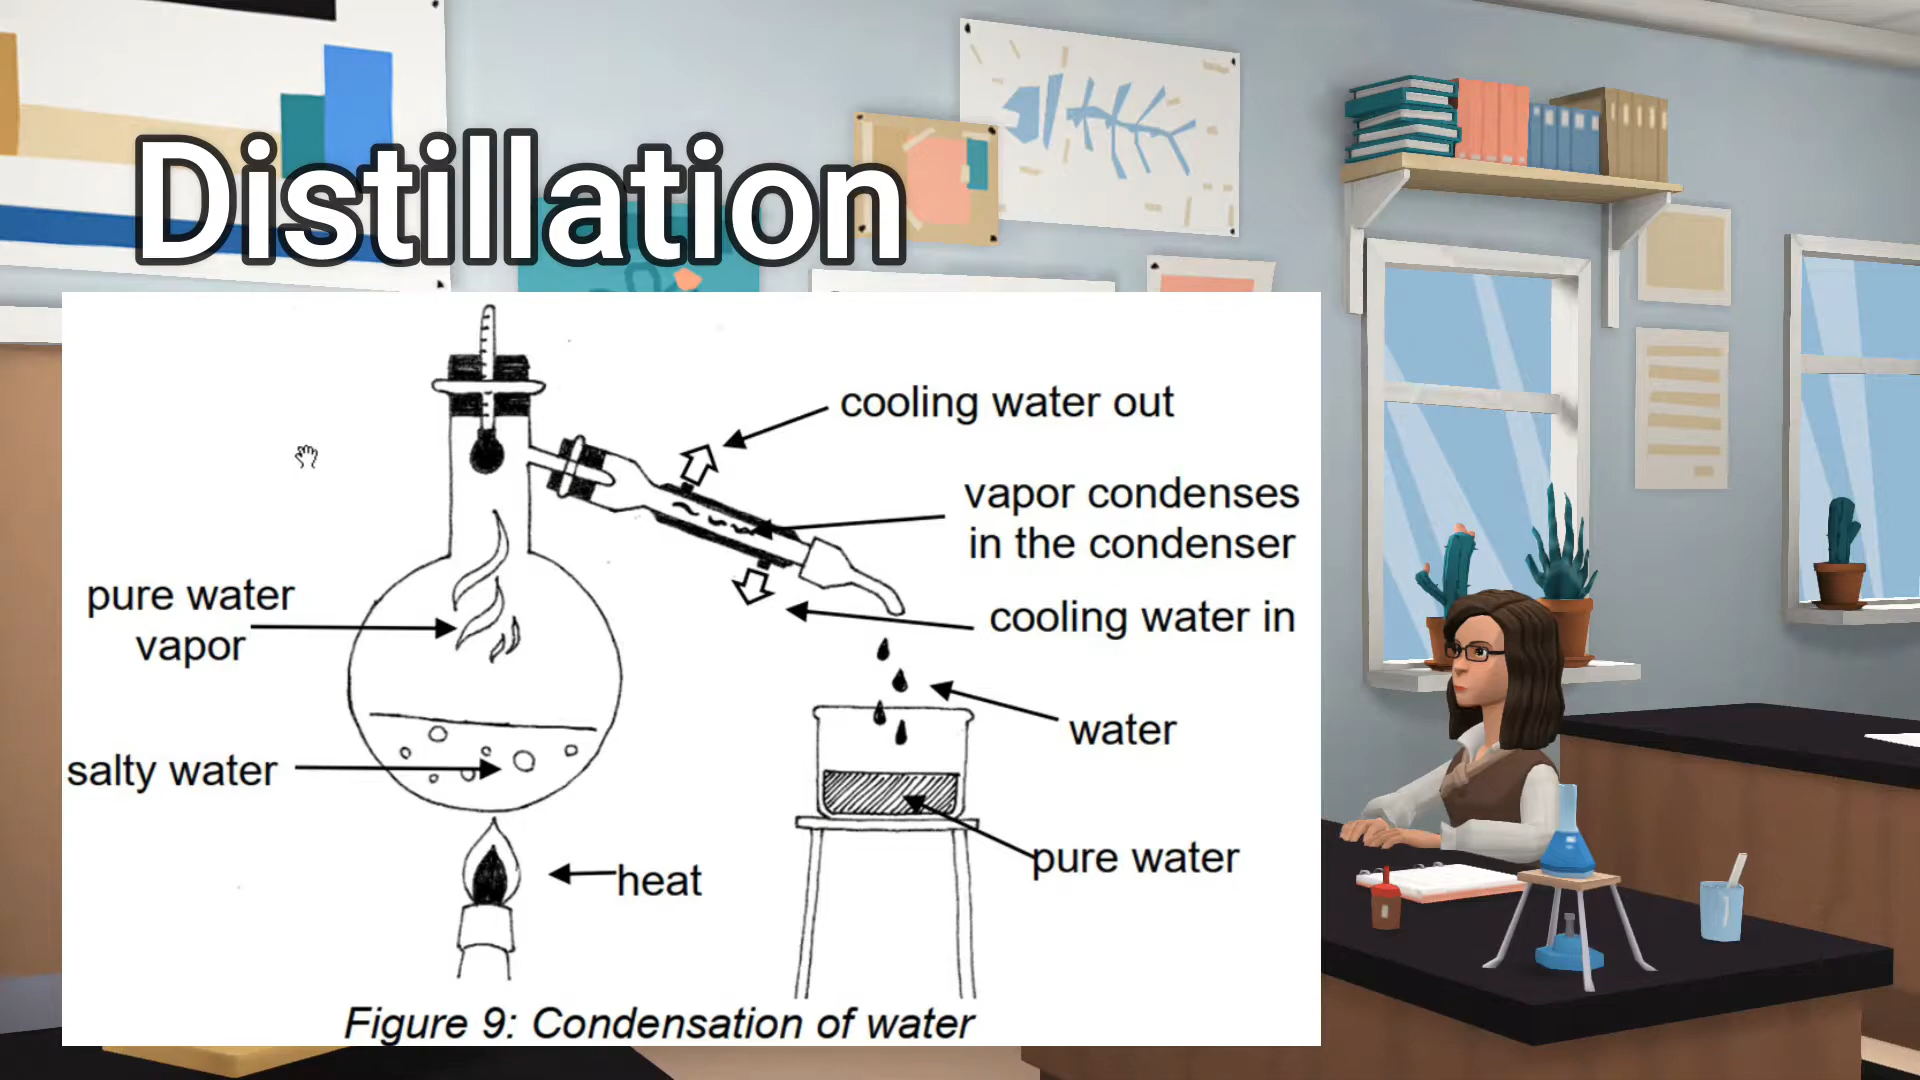 Distillation
cooling water out
vapor condenses
in the condenser
pure water
vapor
cooling water in
water
salty water
pure water
heat
Figure 9: Condensation of water